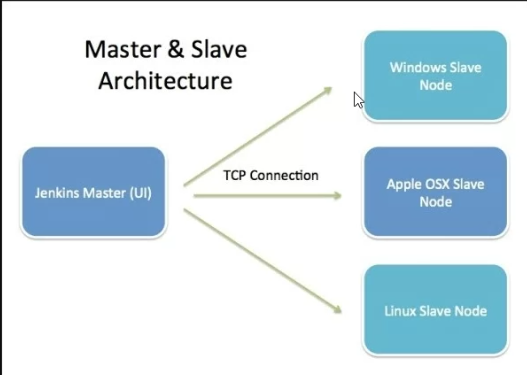 Master & Slave
Architecture
Windows Slave
Node
Jenkins Master (UI)
TCP Connection
Apple OSX Slave
Node
Linux Slave Node